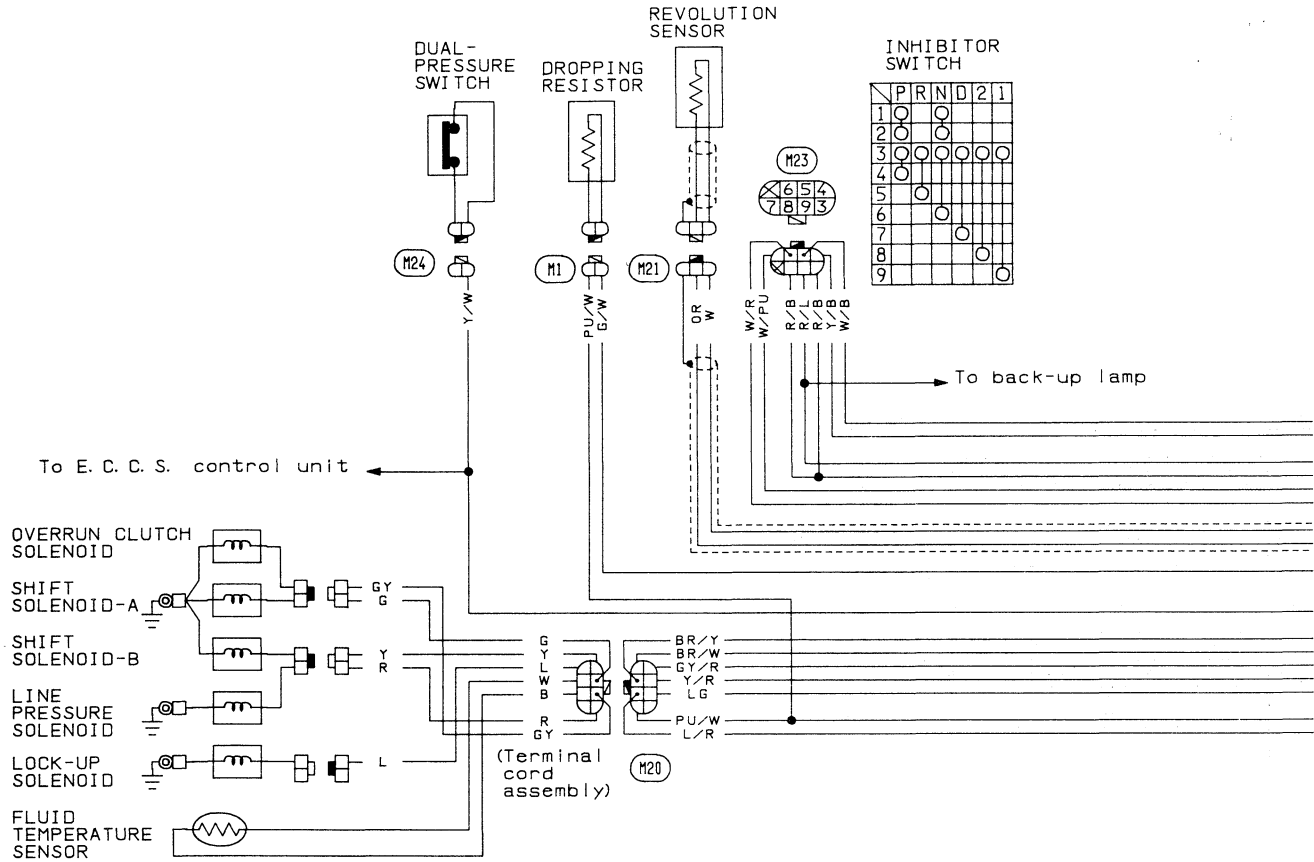 REVOLUTION
SENSOR
DUAL-
PRESSURE
SWITCH
DROPPING
RESISTOR
INHIBITOR
SWITCH
P R N D 2 1
1
2
3
4
5
6
7
8
9
M23
6 5 4
7 8 9 3
M24
M1
M21
Y/W
PU/W
G/W
OR
W
W/R
W/PU
R/B
R/L
R/B
Y/B
W/B
To back-up lamp
To E. C. C. S. control unit
OVERRUN CLUTCH
SOLENOID
SHIFT
SOLENOID-A
SHIFT
SOLENOID-B
LINE
PRESSURE
SOLENOID
LOCK-UP
SOLENOID
FLUID
TEMPERATURE
SENSOR
GY
G
Y
R
L
G
Y
L
W
B
R
GY
BR/Y
BR/W
GY/R
Y/R
LG
PU/W
L/R
(Terminal
cord
assembly)
M20